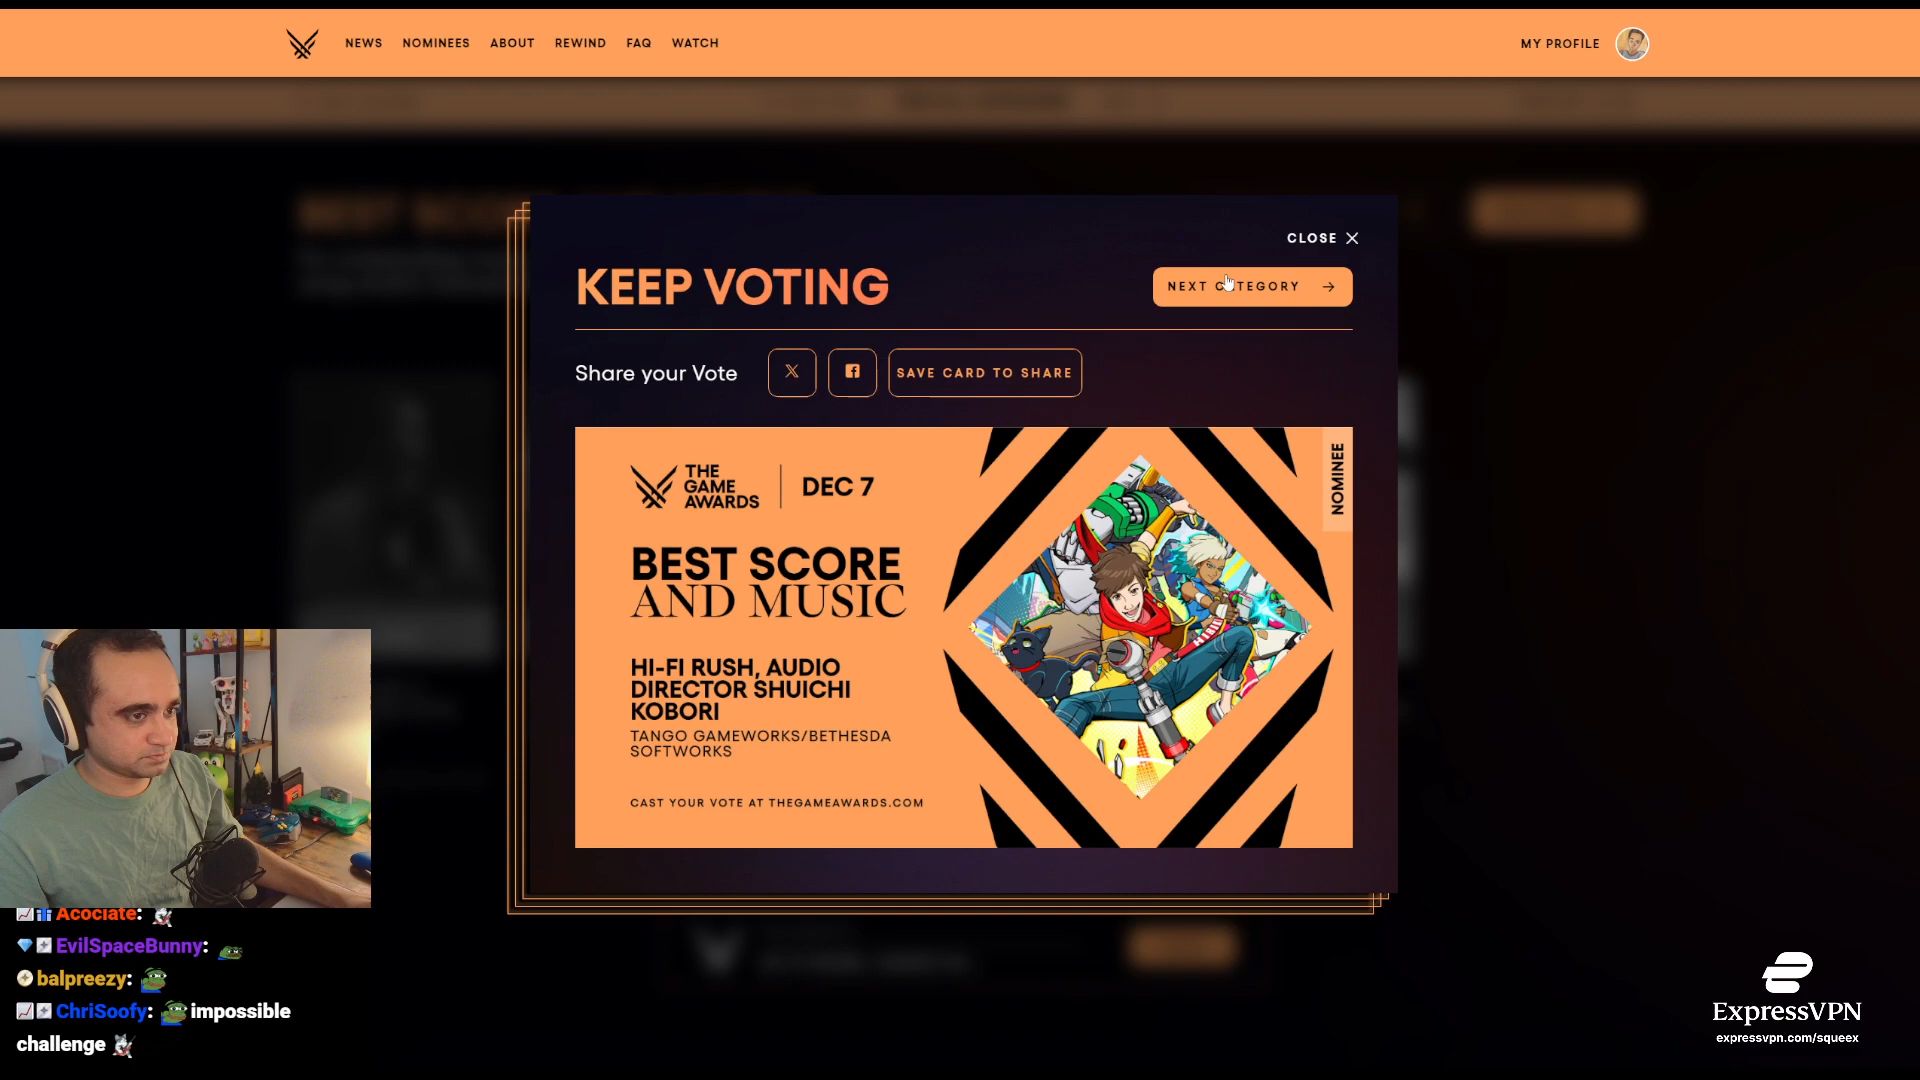 NEWS NOMINEES ABOUT REWIND FAQ WATCH
MY PROFILE
CLOSE
KEEP VOTING
NEXT CATEGORY
Share your Vote
SAVE CARD TO SHARE
THE
GAME
AWARDS
DEC 7
NOMINEE
BEST SCORE
AND MUSIC
HI-FI RUSH, AUDIO
DIRECTOR SHUICHI
KOBORI
TANGO GAMEWORKS/BETHESDA
SOFTWORKS
CAST YOUR VOTE AT THEGAMEAWARDS.COM
Acociate:
EvilSpaceBunny:
balpreezy:
ChriSoofy: impossible
challenge
ExpressVPN
expressvpn.com/squeex